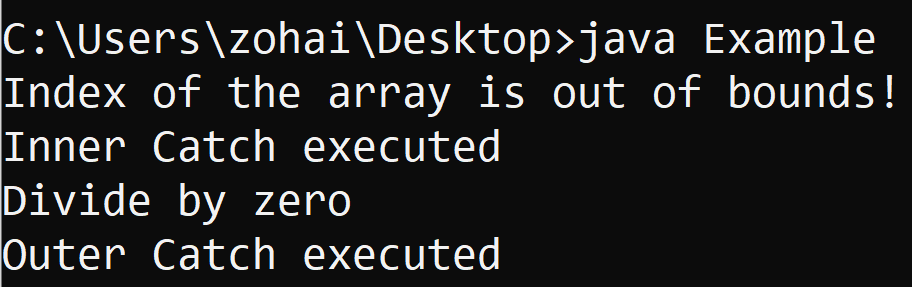 C:\Users\zohai\Desktop>java Example
Index of the array is out of bounds!
Inner Catch executed
Divide by zero
Outer Catch executed